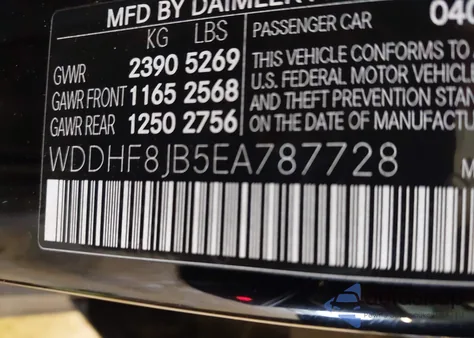 MFD BY DAIMLER
PASSENGER CAR
KG LBS
GVWR 2390 5269
GAWR FRONT 1165 2568
GAWR REAR 1250 2756
THIS VEHICLE CONFORMS TO
U.S. FEDERAL MOTOR VEHICL
AND THEFT PREVENTION STAN
ON THE DATE OF MANUFACTU
WDDHF8JB5EA787728